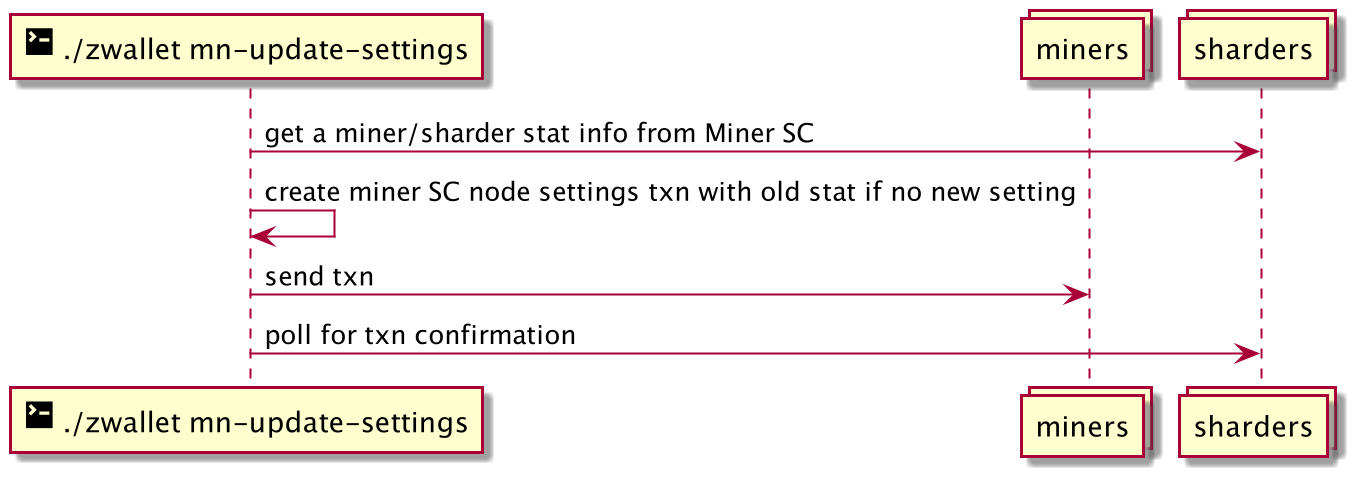 ./zwallet mn-update-settings
miners
sharders
get a miner/sharder stat info from Miner SC
create miner SC node settings txn with old stat if no new setting
send txn
poll for txn confirmation
./zwallet mn-update-settings
miners
sharders